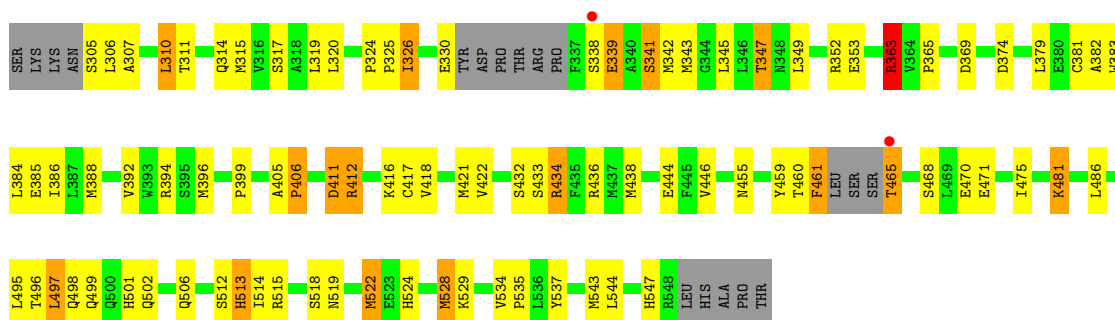 SER LYS LYS ASN S305 L306 A307 L310 T311 Q314 M315 V316 S317 A318 L319 L320 P324 P325 I326 E330 TYR ASP PRO THR ARG PRO F337 S338 E339 A340 S341 M342 M343 G344 L345 L346 T347 N348 L349 R352 E353 R363 V364 P365 D369 D374 L379 E380 C381 A382 W383
L384 E385 I386 L387 M388 V392 W393 R394 S395 M396 P399 A405 P406 D411 R412 K416 C417 V418 M421 V422 S432 S433 R434 F435 R436 M437 M438 E444 F445 V446 N455 Y459 T460 F461 LEU SER SER T465 S468 L469 E470 E471 I475 K481 L486
L495 T496 L497 Q498 Q499 Q500 H501 Q502 Q506 S512 H513 I514 R515 S518 N519 M522 E523 H524 M528 K529 V534 P535 L536 Y537 M543 L544 H547 R548 LEU HIS ALA PRO THR